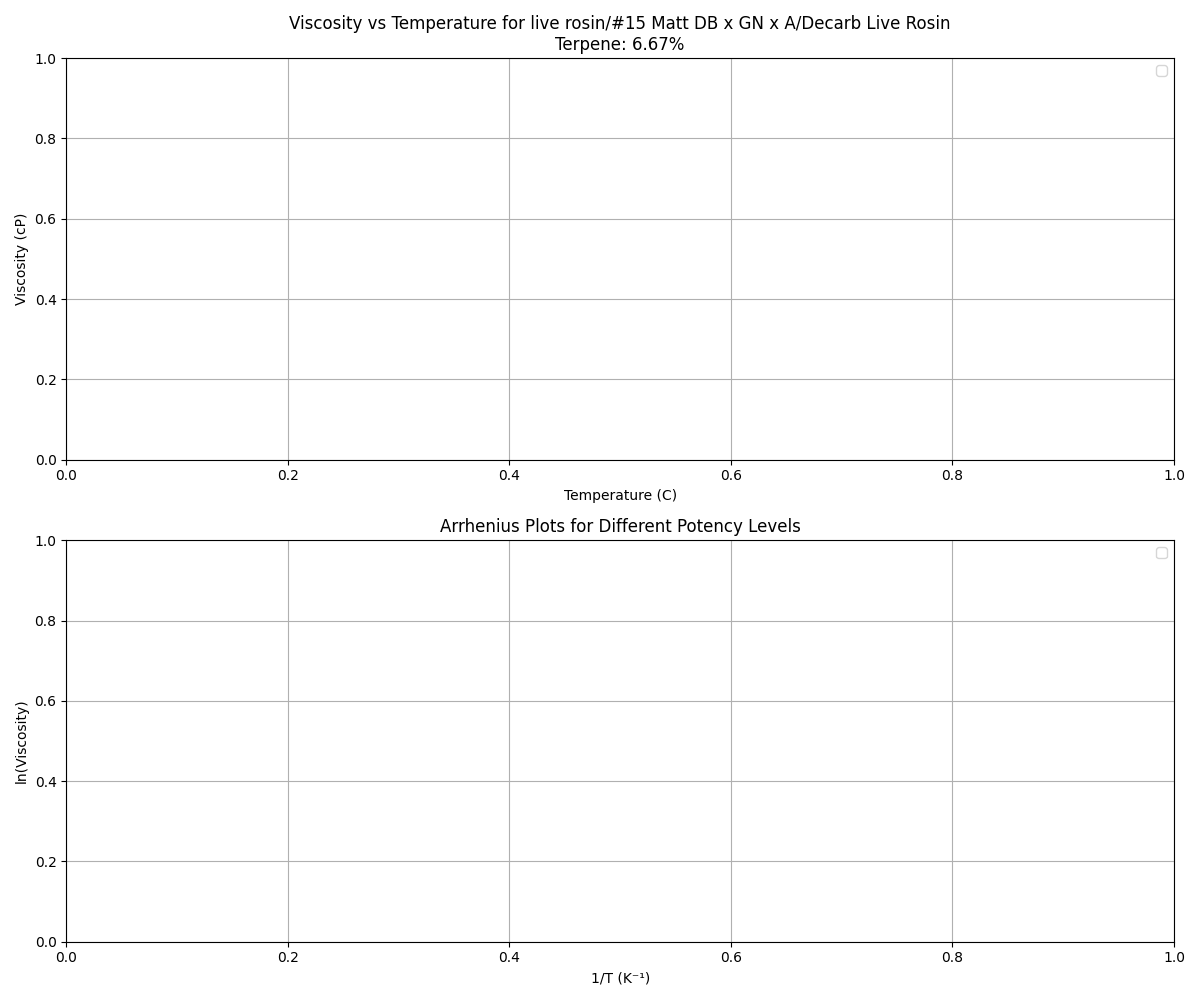 Viscosity vs Temperature for live rosin/#15 Matt DB x GN x A/Decarb Live Rosin
Terpene: 6.67%
1.0
0.8
0.6
0.4
0.2
0.0
Viscosity (cP)
0.0 0.2 0.4 0.6 0.8 1.0
Temperature (C)
Arrhenius Plots for Different Potency Levels
1.0
0.8
0.6
0.4
0.2
0.0
ln(Viscosity)
0.0 0.2 0.4 0.6 0.8 1.0
1/T (K⁻¹)